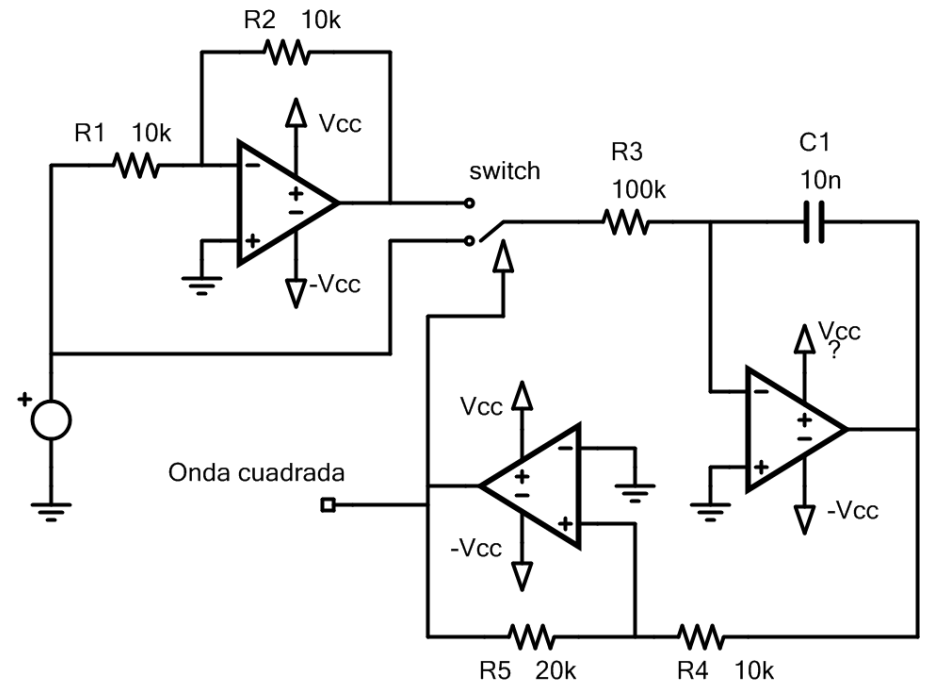 R2 10k
Vcc
R1 10k
-Vcc
switch
R3
100k
C1
10n
Vcc
?
-Vcc
Vcc
Onda cuadrada
-Vcc
R5 20k
R4 10k